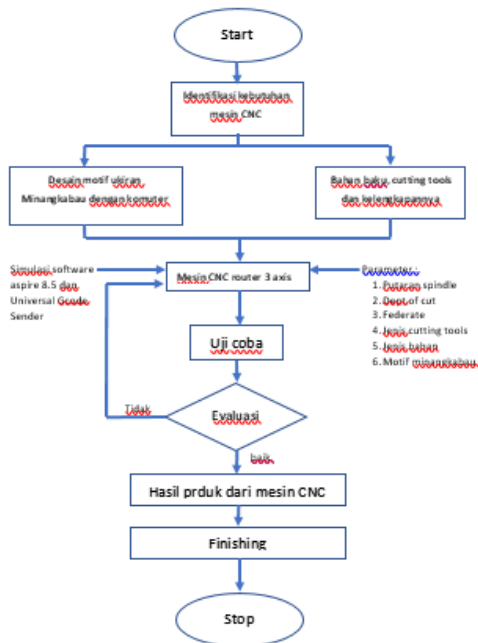 Start
Identifikasi kebutuhan
mesin CNC
Desain motif ukiran
Minangkabau dengan komuter
Bahan baku, cutting tools
dan kelengkapannya
Simulasi software
aspire 8.5 dan
Universal Gcode
Sender
Mesin CNC router 3 axis
Parameter :
1. Putaran spindle
2. Dept of cut
3. Federate
4. Jenis cutting tools
5. Jenis bahan
6. Motif minangkabau
Uji coba
Tidak
Evaluasi
baik
Hasil prduk dari mesin CNC
Finishing
Stop